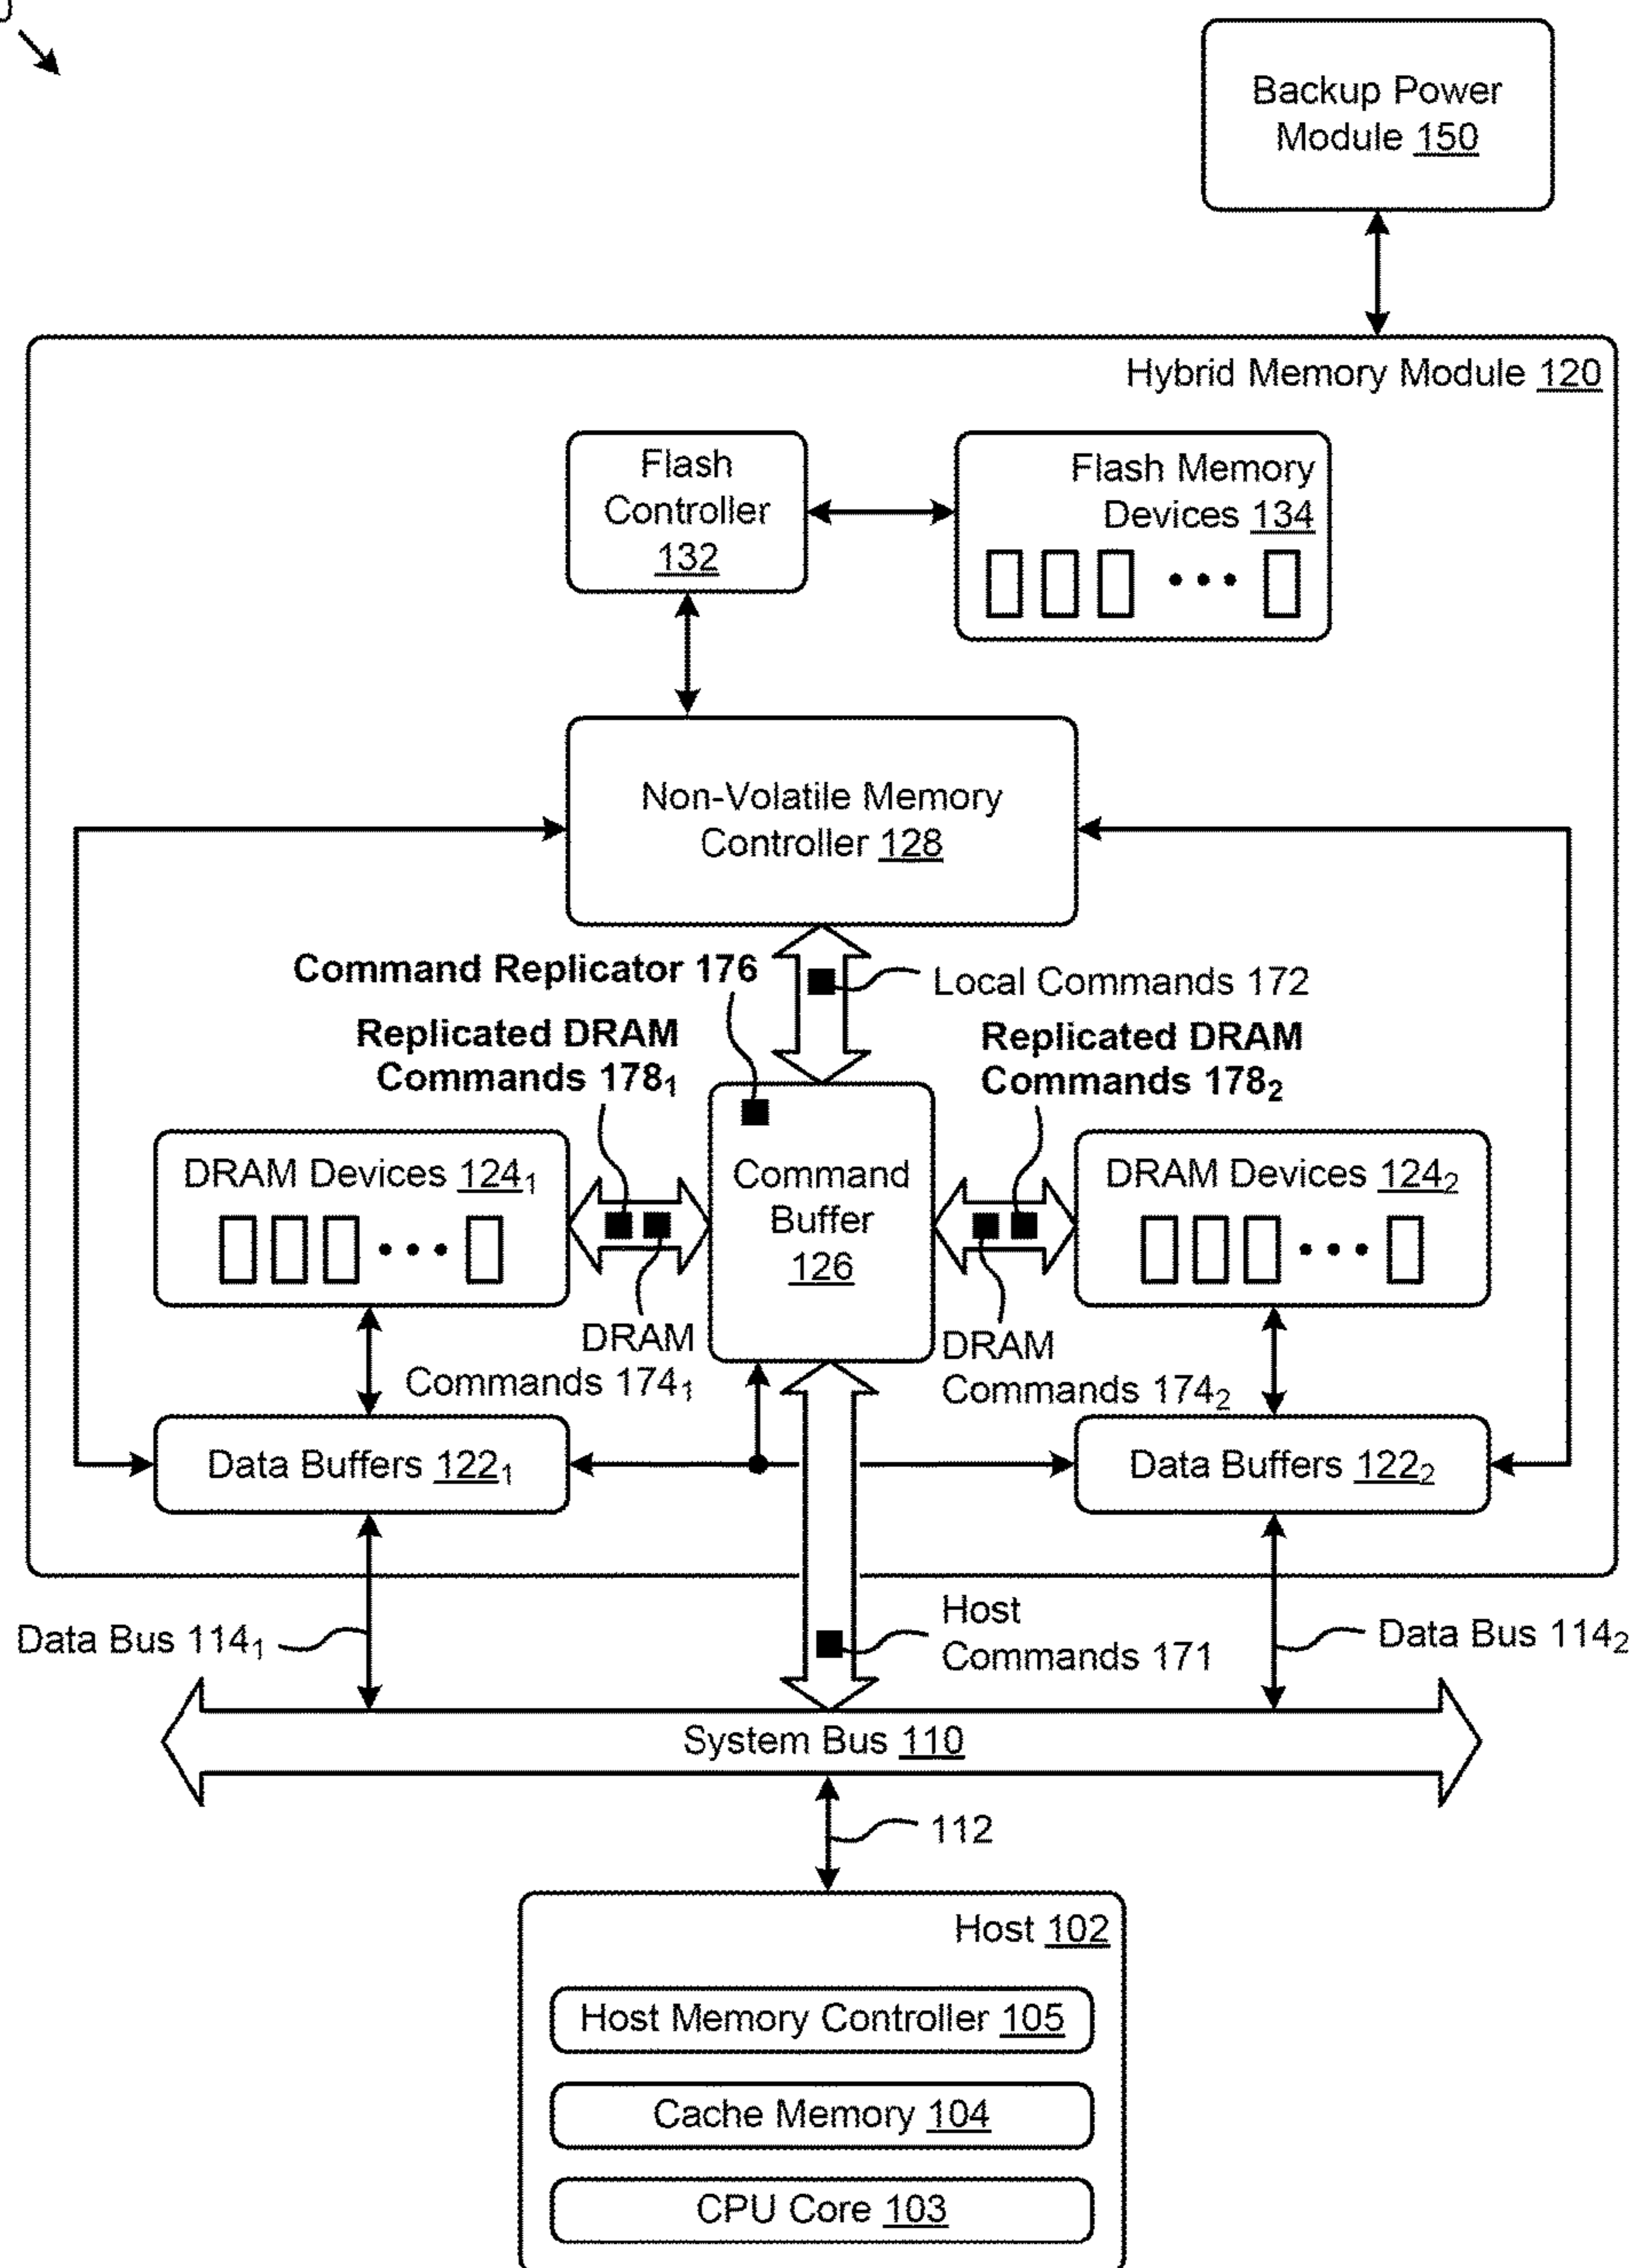 Backup Power
Module 150
Hybrid Memory Module 120
Flash
Controller
132
Flash Memory
Devices 134
Non-Volatile Memory
Controller 128
Command Replicator 176
Local Commands 172
Replicated DRAM
Commands 178₁
Replicated DRAM
Commands 178₂
DRAM Devices 124₁
Command
Buffer
126
DRAM Devices 124₂
DRAM
Commands 174₁
DRAM
Commands 174₂
Data Buffers 122₁
Data Buffers 122₂
Data Bus 114₁
Host
Commands 171
Data Bus 114₂
System Bus 110
112
Host 102
Host Memory Controller 105
Cache Memory 104
CPU Core 103